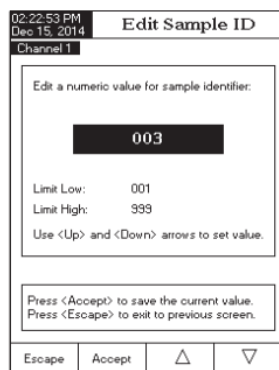 02:22:53 PM
Dec 15, 2014
Edit Sample ID
Channel 1
Edit a numeric value for sample identifier:
003
Limit Low: 001
Limit High: 999
Use <Up> and <Down> arrows to set value.
Press <Accept> to save the current value.
Press <Escape> to exit to previous screen.
Escape Accept △ ▽